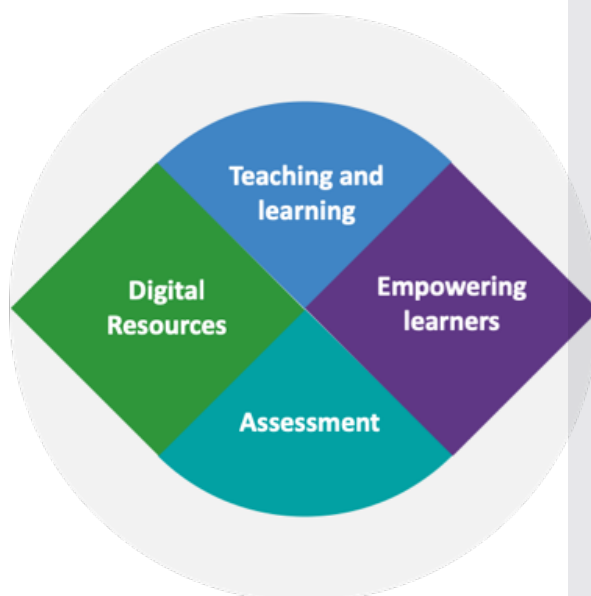 Teaching and
learning
Digital
Resources
Empowering
learners
Assessment